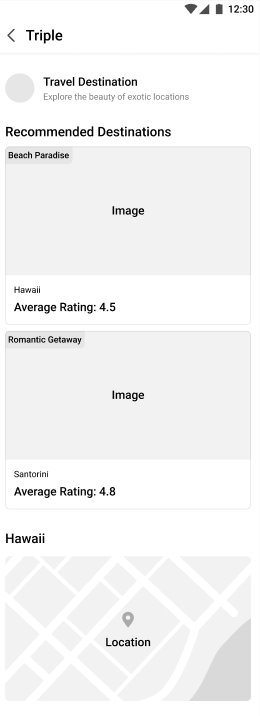 12:30
Triple
Travel Destination
Explore the beauty of exotic locations
Recommended Destinations
Beach Paradise
Image
Hawaii
Average Rating: 4.5
Romantic Getaway
Image
Santorini
Average Rating: 4.8
Hawaii
Location